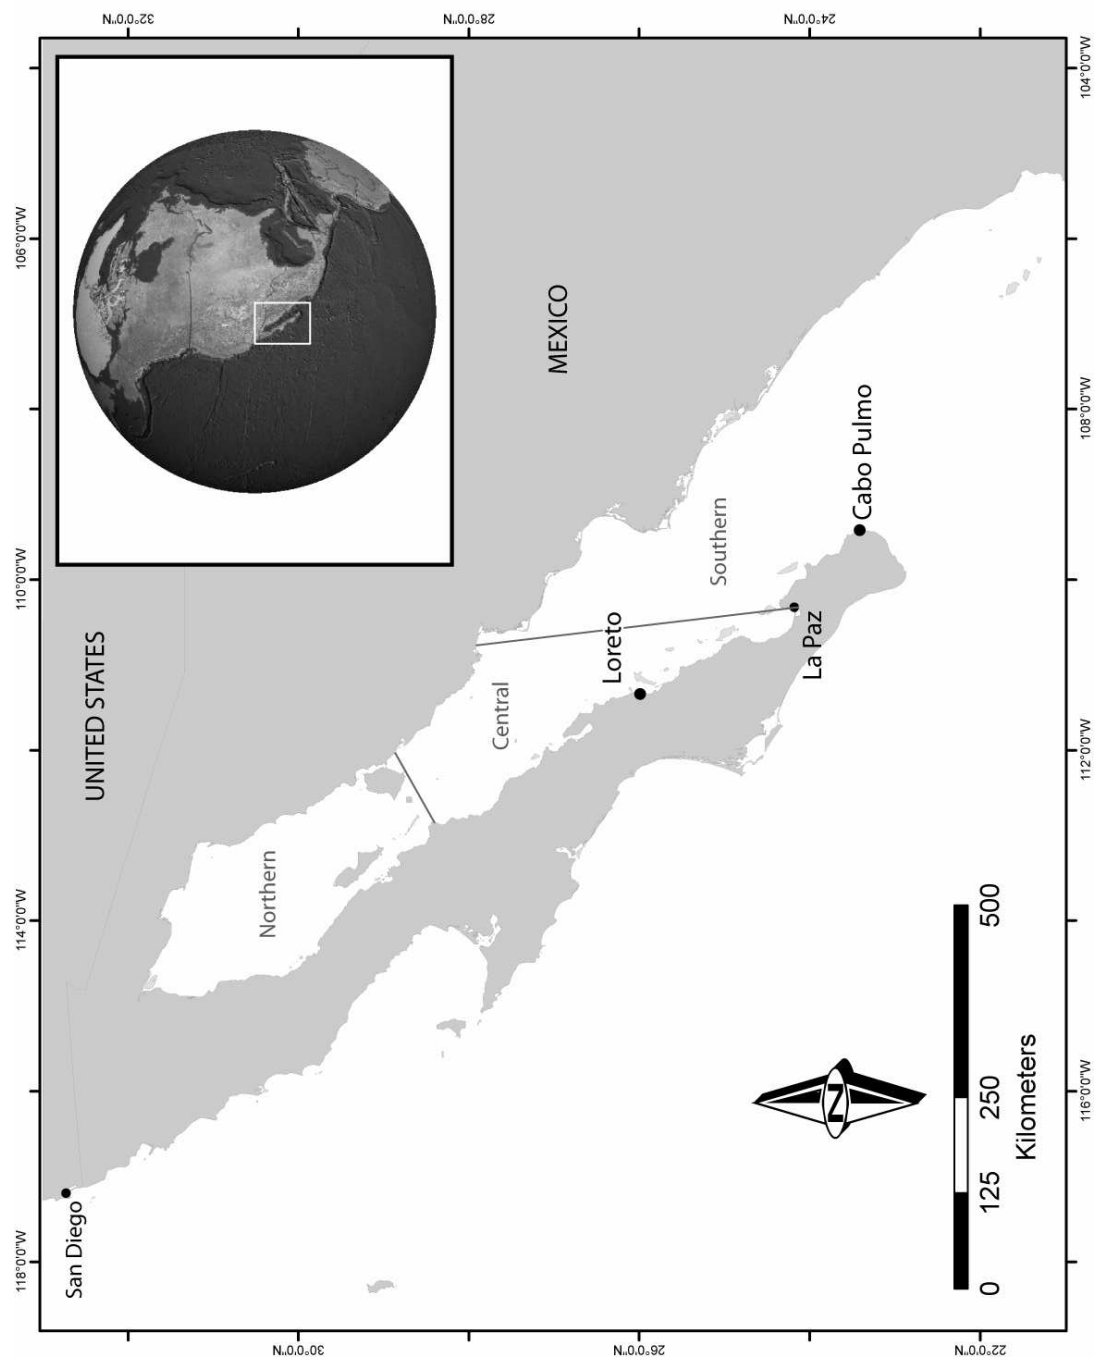 118°0'0"W
114°0'0"W
110°0'0"W
106°0'0"W
San Diego
UNITED STATES
32°0'0"N
Northern
30°0'0"N
Central
MEXICO
28°0'0"N
Loreto
26°0'0"N
Southern
La Paz
Cabo Pulmo
24°0'0"N
N
0 125 250 500
Kilometers
22°0'0"N
116°0'0"W
112°0'0"W
108°0'0"W
104°0'0"W